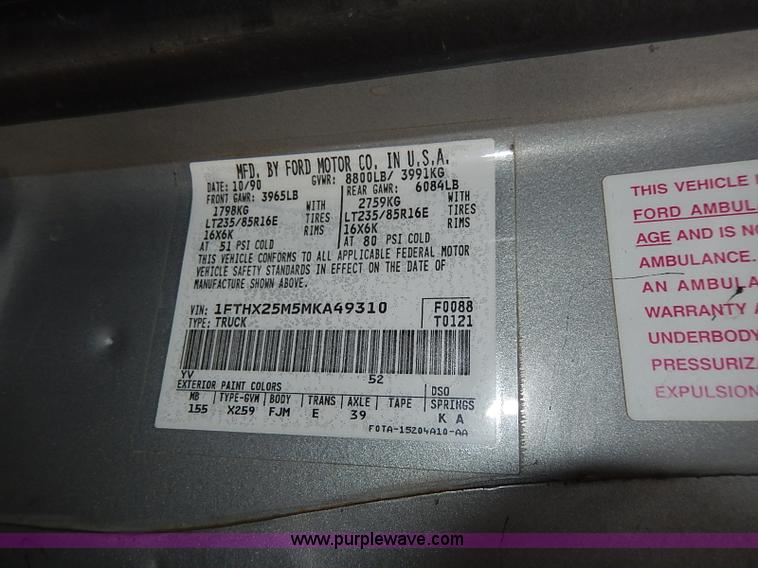 MFD. BY FORD MOTOR CO. IN U.S.A.
DATE: 10/90 GVWR: 8800LB/ 3991KG
FRONT GAWR: 3965LB REAR GAWR: 6084LB
1798KG WITH 2759KG WITH
LT235/85R16E TIRES LT235/85R16E TIRES
16X6K RIMS 16X6K RIMS
AT 51 PSI COLD AT 80 PSI COLD
THIS VEHICLE CONFORMS TO ALL APPLICABLE FEDERAL MOTOR
VEHICLE SAFETY STANDARDS IN EFFECT ON THE DATE OF
MANUFACTURE SHOWN ABOVE.
VIN: 1FTHX25M5MKA49310 F0088
TYPE: TRUCK T0121
YV 52
EXTERIOR PAINT COLORS DSO
WB TYPE-GVW BODY TRANS AXLE TAPE SPRINGS
155 X259 FJM E 39 K A
F0TA-15204A10-AA
THIS VEHICLE
FORD AMBUL
AGE AND IS NO
AMBULANCE.
AN AMBULA
WARRANTY A
UNDERBODY
PRESSURIZA
EXPULSION
www.purplewave.com